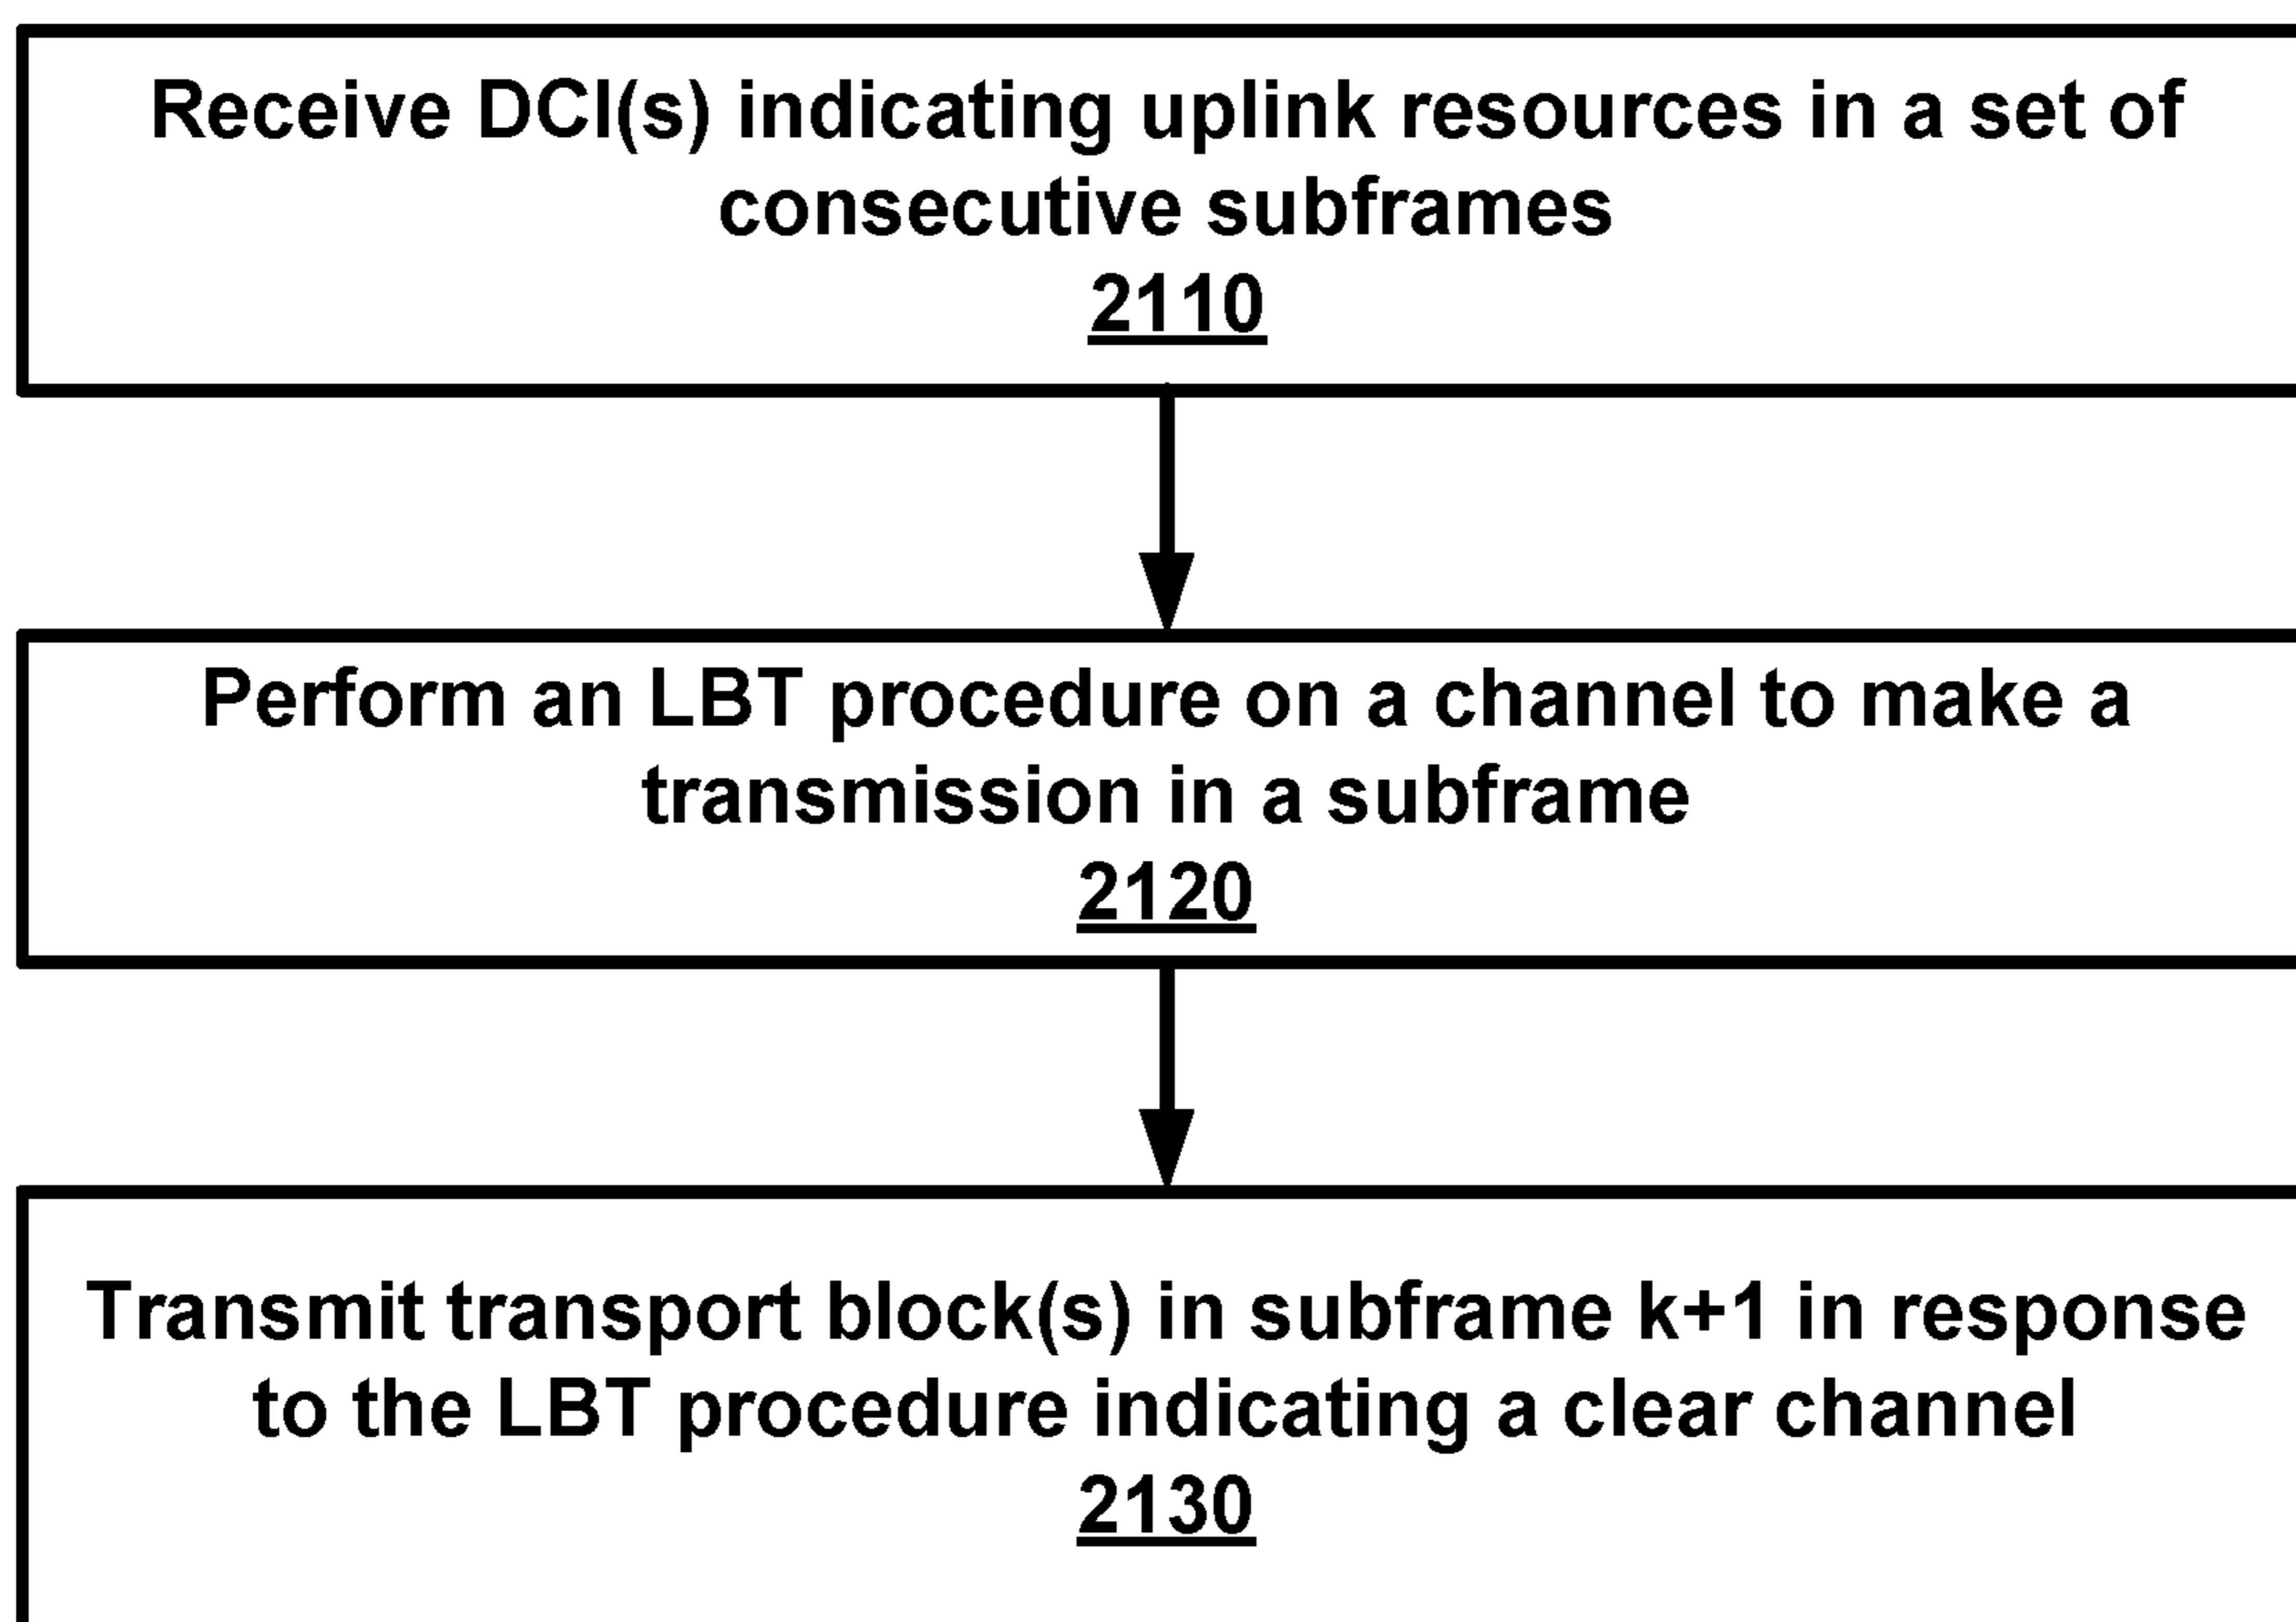 Receive DCI(s) indicating uplink resources in a set of
consecutive subframes
2110
Perform an LBT procedure on a channel to make a
transmission in a subframe
2120
Transmit transport block(s) in subframe k+1 in response
to the LBT procedure indicating a clear channel
2130